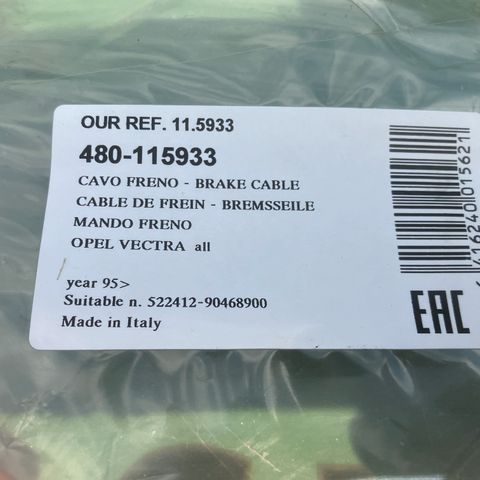 OUR REF. 11.5933
480-115933
CAVO FRENO - BRAKE CABLE
CABLE DE FREIN - BREMSSEILE
MANDO FRENO
OPEL VECTRA all
year 95>
Suitable n. 522412-90468900
Made in Italy
416240015621
EAC